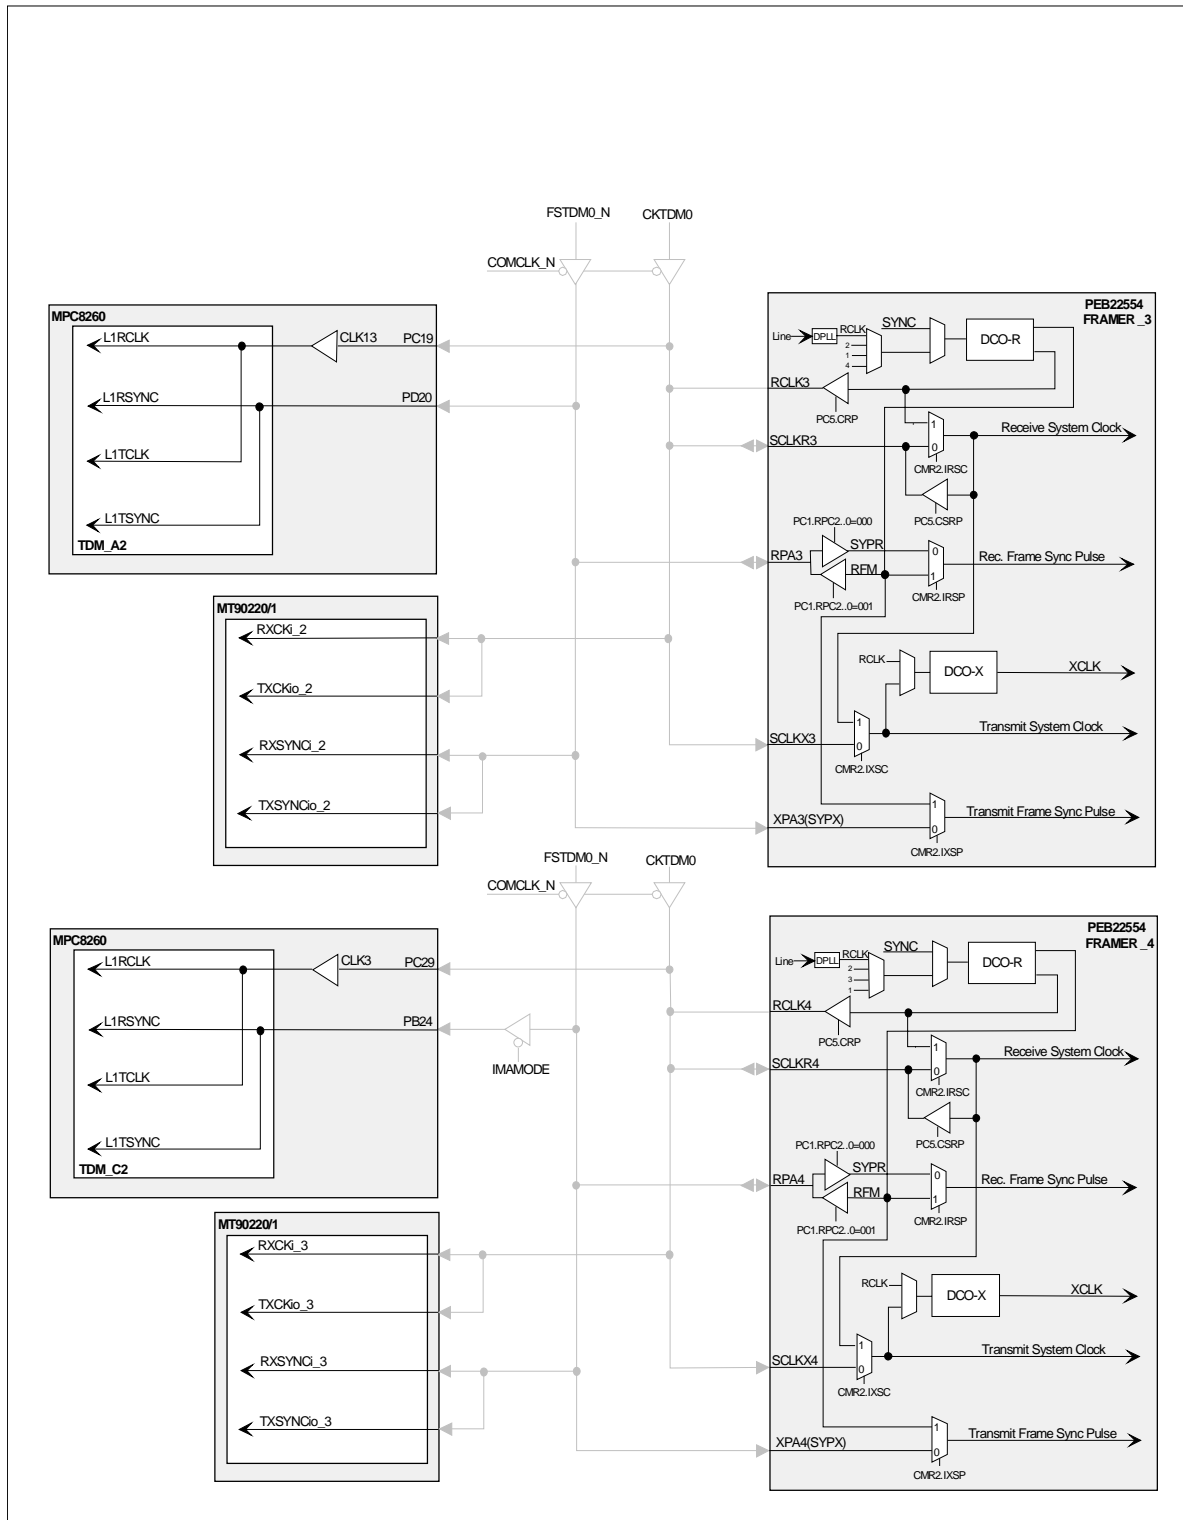 FSTDM0_N CKTDM0
COMCLK_N
MPC8260
L1RCLK CLK13 PC19
L1RSYNC PD20
L1TCLK
L1TSYNC
TDM_A2
MT90220/1
RXCKi_2
TXCKio_2
RXSYNCi_2
TXSYNCio_2
PEB22554
FRAMER_3
Line DPLL RCLK SYNC DCO-R
2
1
4
RCLK3
PC5.CRP
1 Receive System Clock
SCLKR3 0
CMR2.IRSC
PC5.CSRP
PC1.RPC2..0=000
SYPR 0
RPA3 Rec. Frame Sync Pulse
RFM 1
PC1.RPC2..0=001 CMR2.IRSP
RCLK
DCO-X XCLK
1 Transmit System Clock
SCLKX3 0
CMR2.IXSC
1 Transmit Frame Sync Pulse
XPA3(SYPX) 0
CMR2.IXSP
FSTDM0_N CKTDM0
COMCLK_N
MPC8260
L1RCLK CLK3 PC29
L1RSYNC PB24
IMAMODE
L1TCLK
L1TSYNC
TDM_C2
MT90220/1
RXCKi_3
TXCKio_3
RXSYNCi_3
TXSYNCio_3
PEB22554
FRAMER_4
Line DPLL RCLK SYNC DCO-R
2
3
1
RCLK4
PC5.CRP
1 Receive System Clock
SCLKR4 0
CMR2.IRSC
PC5.CSRP
PC1.RPC2..0=000
SYPR 0
RPA4 Rec. Frame Sync Pulse
RFM 1
PC1.RPC2..0=001 CMR2.IRSP
RCLK
DCO-X XCLK
1 Transmit System Clock
SCLKX4 0
CMR2.IXSC
1 Transmit Frame Sync Pulse
XPA4(SYPX) 0
CMR2.IXSP